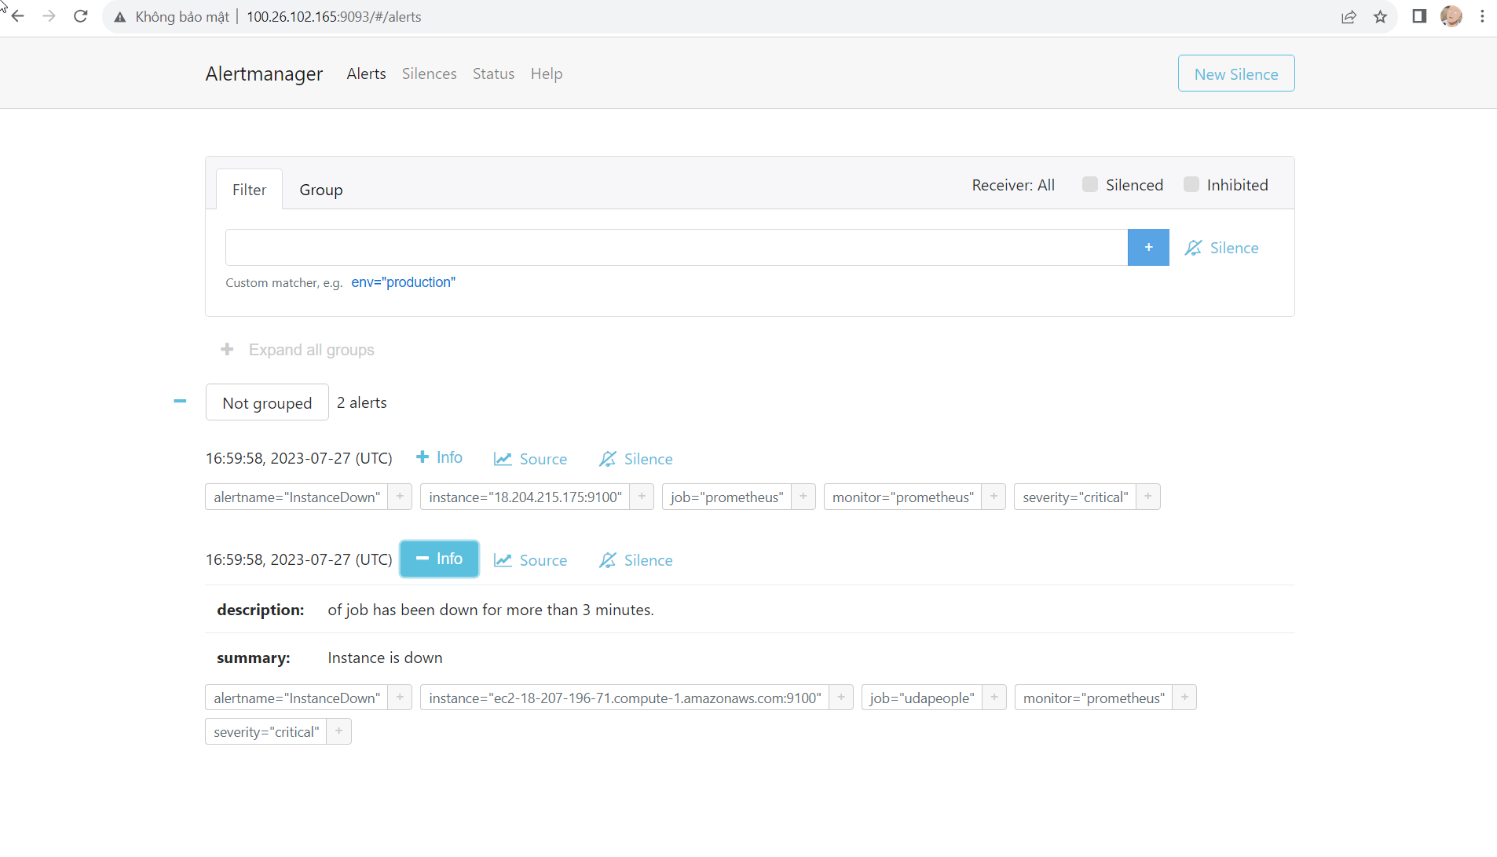 Không bảo mật | 100.26.102.165:9093/#/alerts
Alertmanager Alerts Silences Status Help New Silence
Filter Group Receiver: All Silenced Inhibited
+ Silence
Custom matcher, e.g. env="production"
+ Expand all groups
− Not grouped 2 alerts
16:59:58, 2023-07-27 (UTC) + Info Source Silence
alertname="InstanceDown" + instance="18.204.215.175:9100" + job="prometheus" + monitor="prometheus" + severity="critical" +
16:59:58, 2023-07-27 (UTC) − Info Source Silence
description: of job has been down for more than 3 minutes.
summary: Instance is down
alertname="InstanceDown" + instance="ec2-18-207-196-71.compute-1.amazonaws.com:9100" + job="udapeople" + monitor="prometheus" +
severity="critical" +